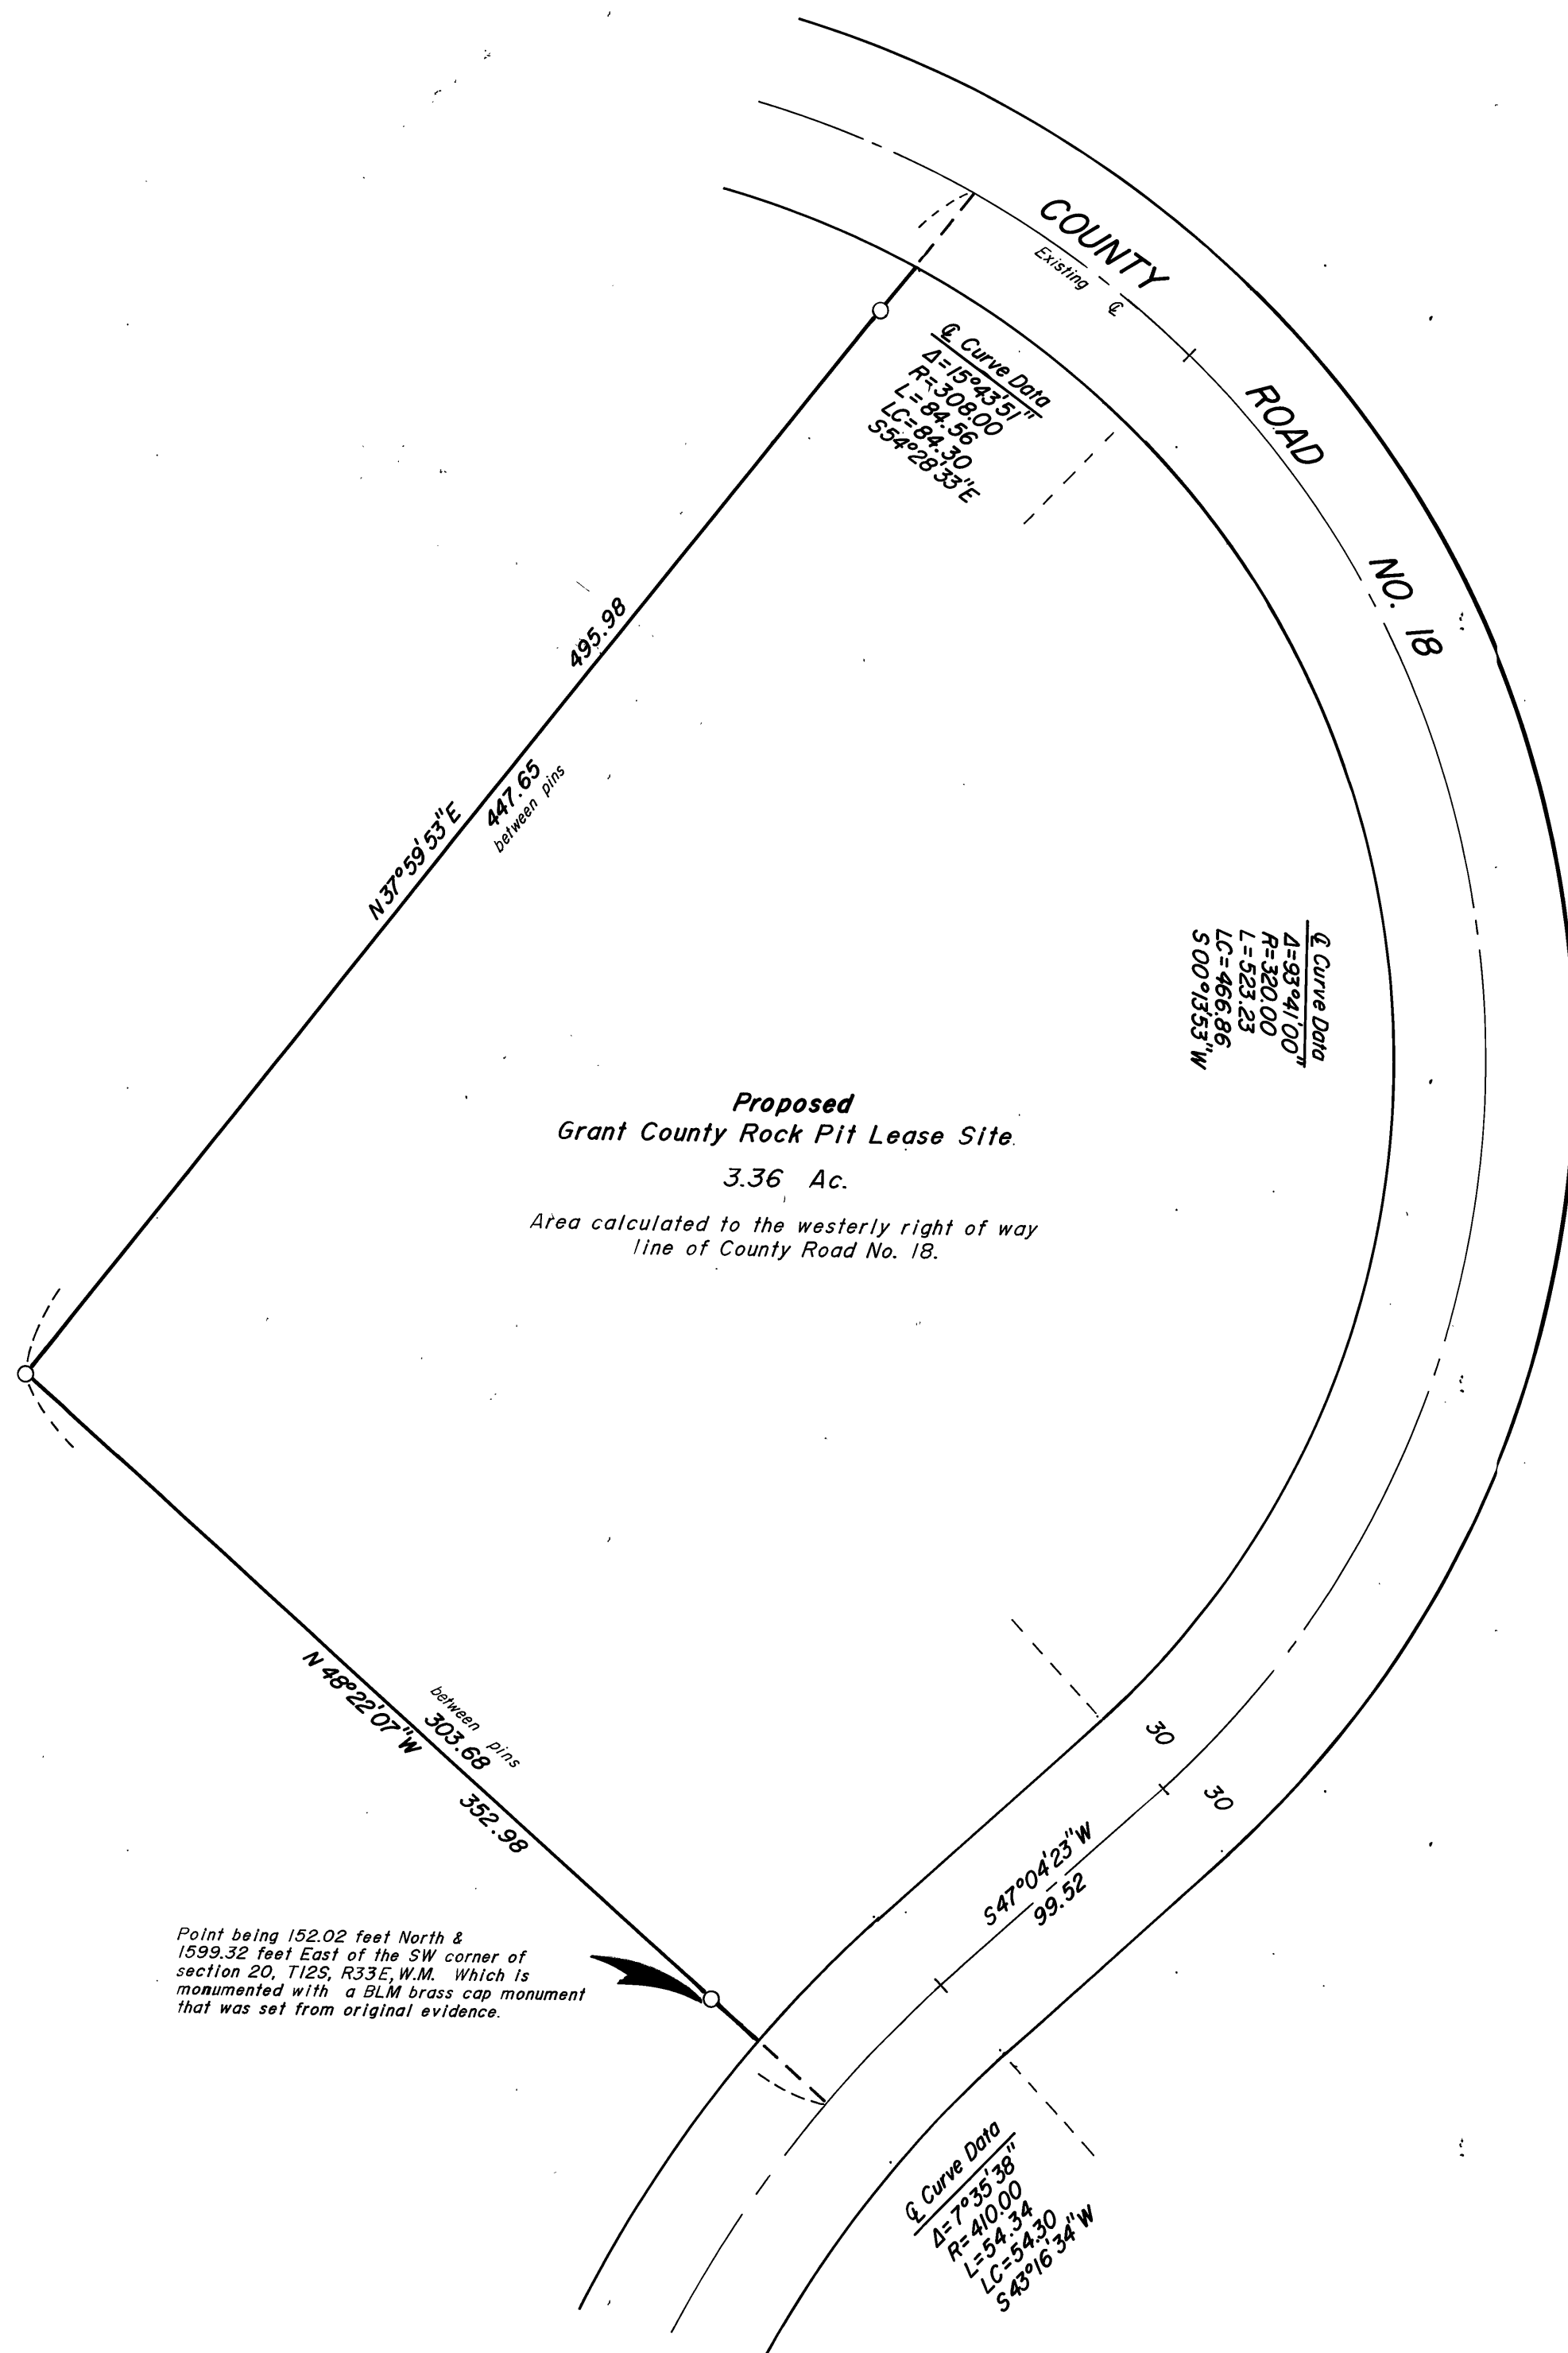 COUNTY
ROAD
NO. 18
Existing ℄
℄ Curve Data
Δ=15°43'51"
R=308.00
L=84.56
LC=84.30
S54°28'33"E
495.98
N37°59'53"E
447.65
between pins
℄ Curve Data
Δ=93°41'00"
R=320.00
L=523.23
LC=466.86
S00°13'53"W
Proposed
Grant County Rock Pit Lease Site
3.36 Ac.
Area calculated to the westerly right of way
line of County Road No. 18.
N48°22'07"W
between pins
303.68
352.98
30
30
S47°04'23"W
99.52
Point being 152.02 feet North &
1599.32 feet East of the SW corner of
section 20, T12S, R33E, W.M. Which is
monumented with a BLM brass cap monument
that was set from original evidence.
℄ Curve Data
Δ=7°35'38"
R=410.00
L=54.34
LC=54.30
S43°16'34"W